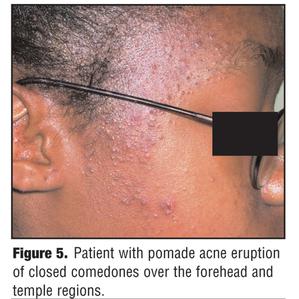 Figure 5. Patient with pomade acne eruption
of closed comedones over the forehead and
temple regions.